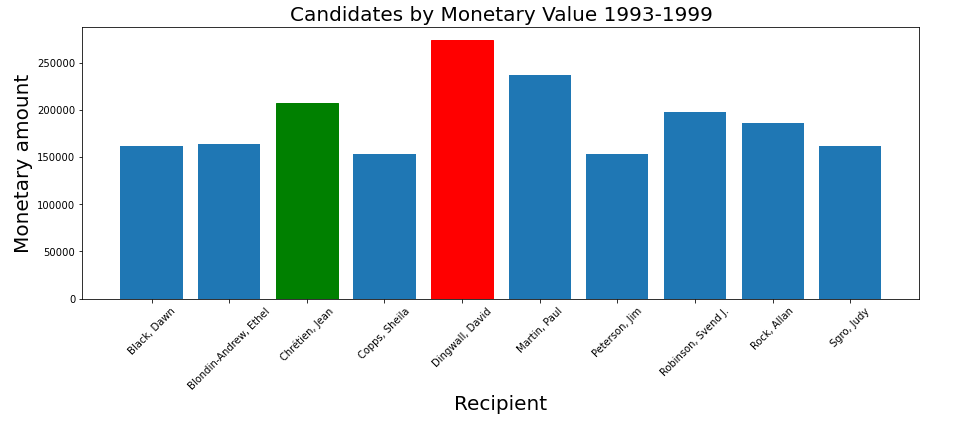 Candidates by Monetary Value 1993-1999
Monetary amount
250000
200000
150000
100000
50000
0
Black, Dawn
Blondin-Andrew, Ethel
Chrétien, Jean
Copps, Sheila
Dingwall, David
Martin, Paul
Peterson, Jim
Robinson, Svend J.
Rock, Allan
Sgro, Judy
Recipient